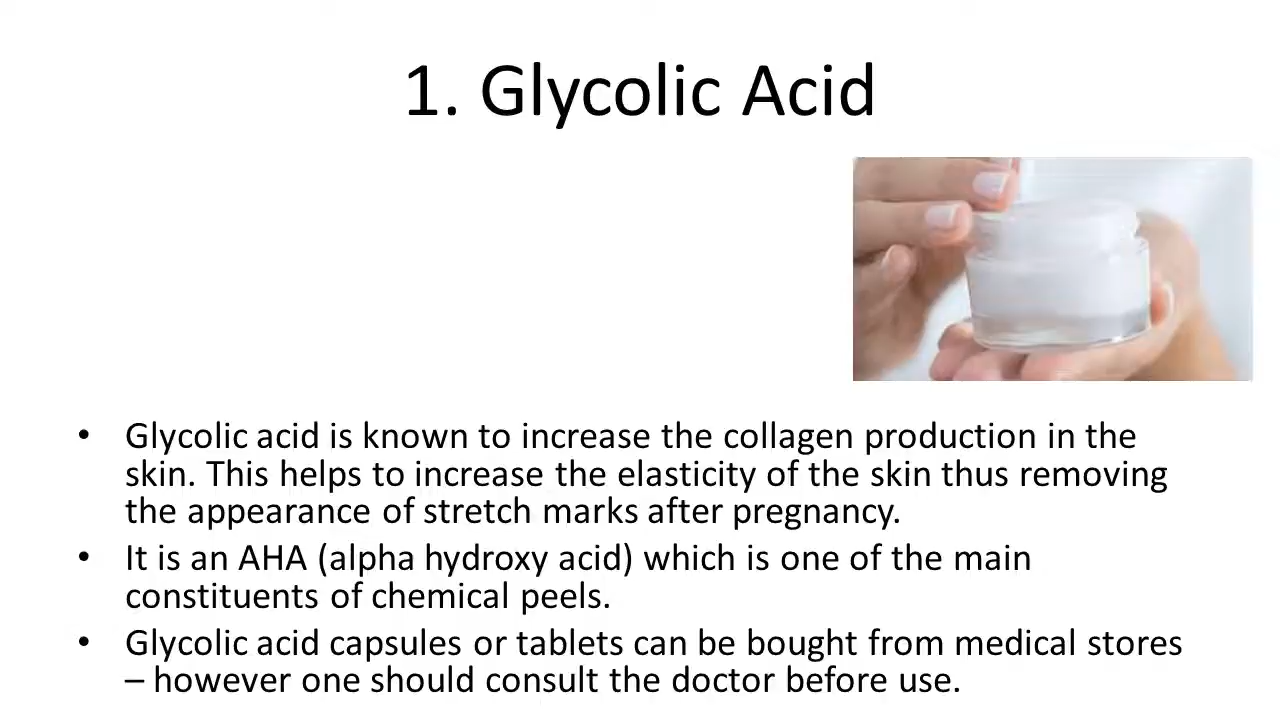 1. Glycolic Acid
• Glycolic acid is known to increase the collagen production in the
skin. This helps to increase the elasticity of the skin thus removing
the appearance of stretch marks after pregnancy.
• It is an AHA (alpha hydroxy acid) which is one of the main
constituents of chemical peels.
• Glycolic acid capsules or tablets can be bought from medical stores
– however one should consult the doctor before use.